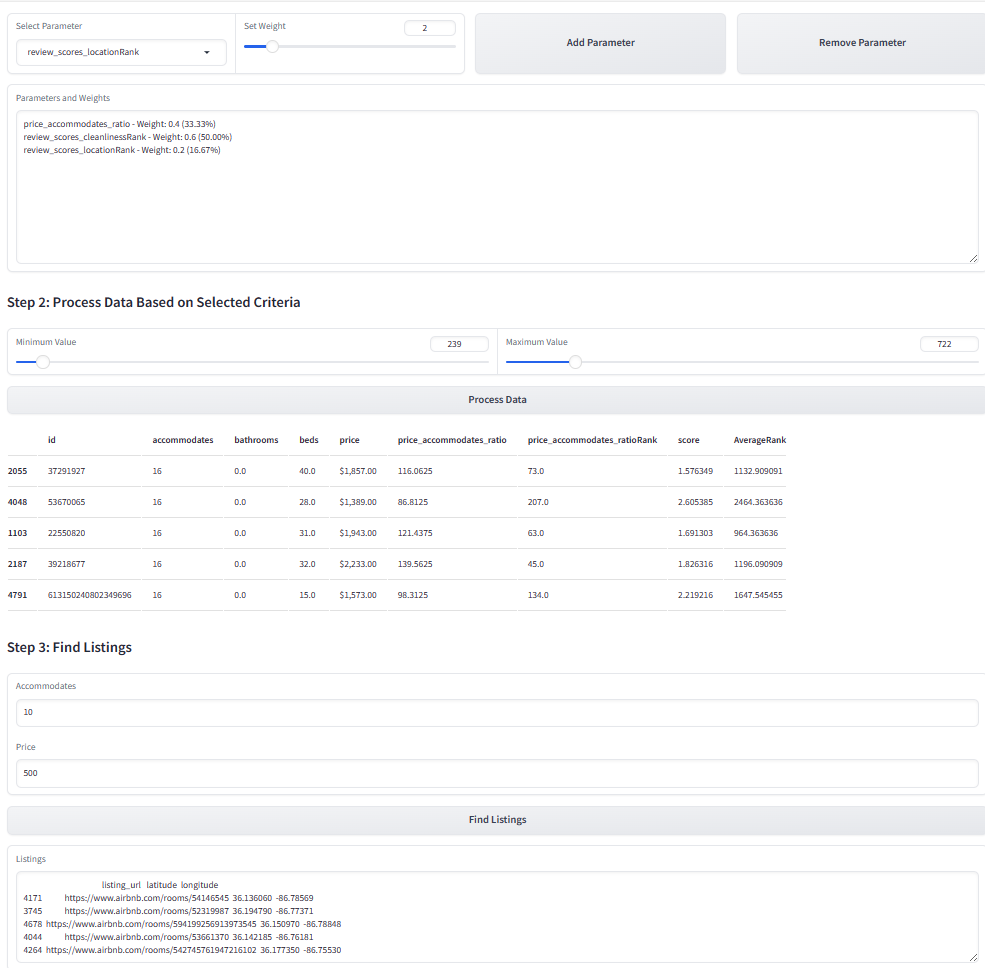 Select Parameter Set Weight 2
review_scores_locationRank
Add Parameter Remove Parameter
Parameters and Weights
price_accommodates_ratio - Weight: 0.4 (33.33%)
review_scores_cleanlinessRank - Weight: 0.6 (50.00%)
review_scores_locationRank - Weight: 0.2 (16.67%)
Step 2: Process Data Based on Selected Criteria
Minimum Value 239 Maximum Value 722
Process Data
id accommodates bathrooms beds price price_accommodates_ratio price_accommodates_ratioRank score AverageRank
2055 37291927 16 0.0 40.0 $1,857.00 116.0625 73.0 1.576349 1132.909091
4048 53670065 16 0.0 28.0 $1,389.00 86.8125 207.0 2.605385 2464.363636
1103 22550820 16 0.0 31.0 $1,943.00 121.4375 63.0 1.691303 964.363636
2187 39218677 16 0.0 32.0 $2,233.00 139.5625 45.0 1.826316 1196.090909
4791 613150240802349696 16 0.0 15.0 $1,573.00 98.3125 134.0 2.219216 1647.545455
Step 3: Find Listings
Accommodates
10
Price
500
Find Listings
Listings
listing_url latitude longitude
4171 https://www.airbnb.com/rooms/54146545 36.136060 -86.78569
3745 https://www.airbnb.com/rooms/52319987 36.194790 -86.77371
4678 https://www.airbnb.com/rooms/594199256913973545 36.150970 -86.78848
4044 https://www.airbnb.com/rooms/53661370 36.142185 -86.76181
4264 https://www.airbnb.com/rooms/542745761947216102 36.177350 -86.75530